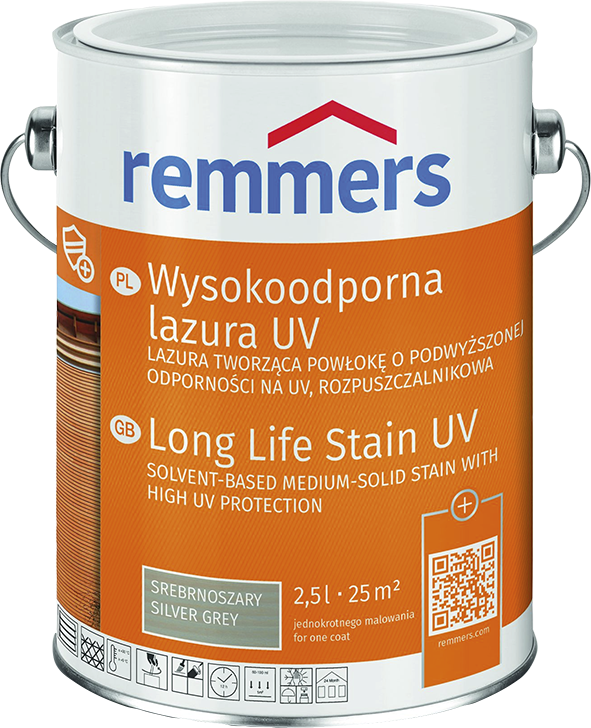 remmers
PL Wysokoodporna
lazura UV
LAZURA TWORZĄCA POWŁOKĘ O PODWYŻSZONEJ
ODPORNOŚCI NA UV, ROZPUSZCZALNIKOWA
GB Long Life Stain UV
SOLVENT-BASED MEDIUM-SOLID STAIN WITH
HIGH UV PROTECTION
SREBRNOSZARY
SILVER GREY
2,5 l · 25 m²
jednokrotnego malowania
for one coat
remmers.com